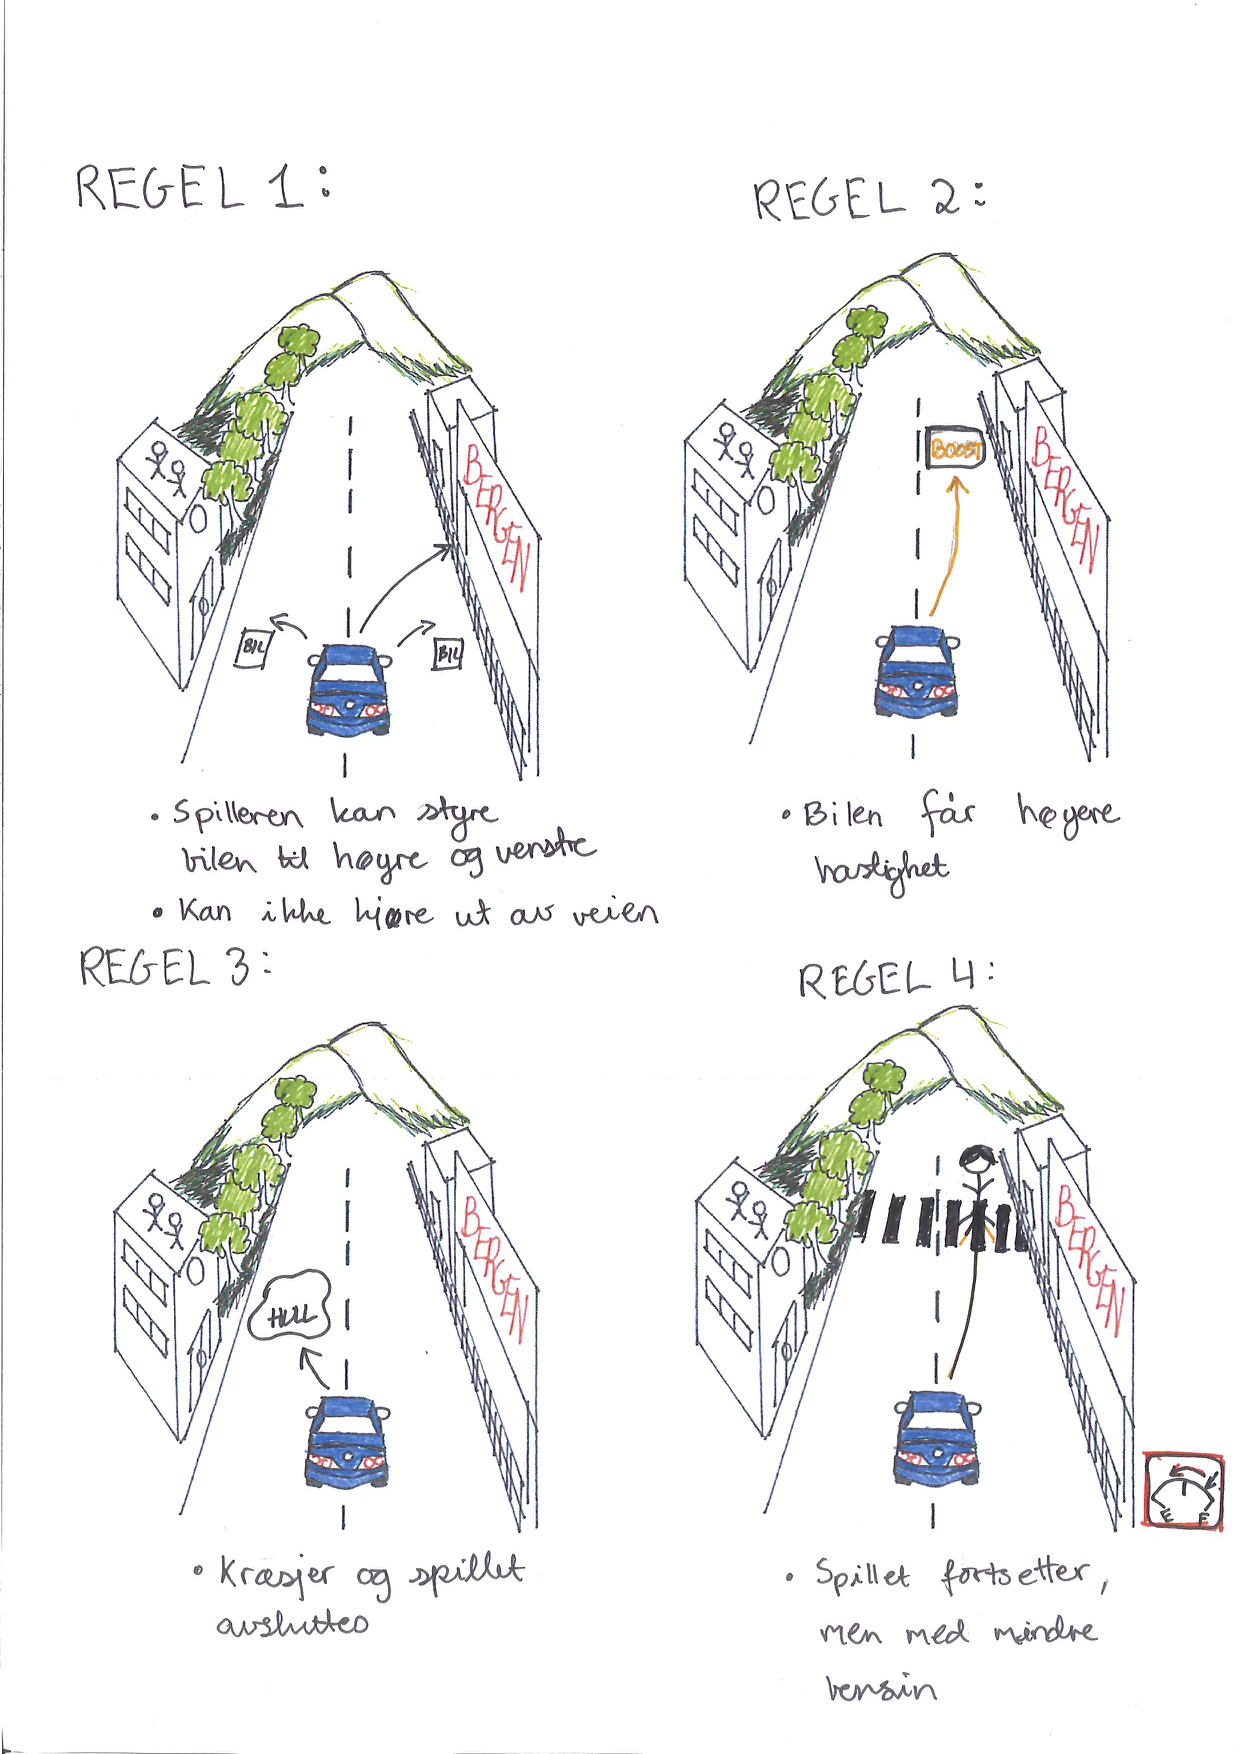 REGEL 1:
BERGEN
BIL
BIL
• Spilleren kan styre
bilen til høyre og venstre
• Kan ikke kjøre ut av veien
REGEL 2:
BOOST
BERGEN
• Bilen får høyere
hastighet
REGEL 3:
BERGEN
HULL
• Kræsjer og spillet
avsluttes
REGEL 4:
BERGEN
E F
• Spillet fortsetter,
men med mindre
bensin